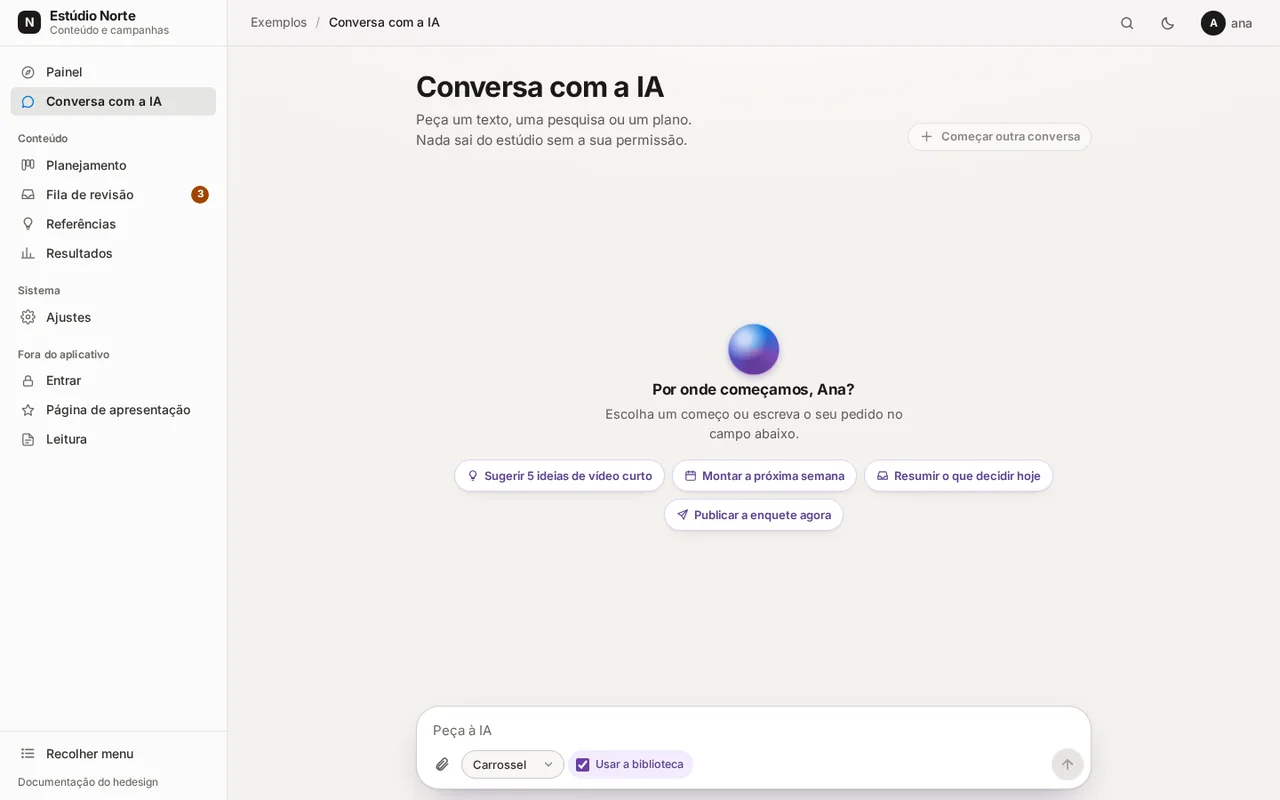 N
Estúdio Norte
Conteúdo e campanhas
Painel
Conversa com a IA
Conteúdo
Planejamento
Fila de revisão
3
Referências
Resultados
Sistema
Ajustes
Fora do aplicativo
Entrar
Página de apresentação
Leitura
Recolher menu
Documentação do hedesign
Exemplos / Conversa com a IA
A
ana
Conversa com a IA
Peça um texto, uma pesquisa ou um plano.
Nada sai do estúdio sem a sua permissão.
Começar outra conversa
Por onde começamos, Ana?
Escolha um começo ou escreva o seu pedido no
campo abaixo.
Sugerir 5 ideias de vídeo curto
Montar a próxima semana
Resumir o que decidir hoje
Publicar a enquete agora
Peça à IA
Carrossel
Usar a biblioteca